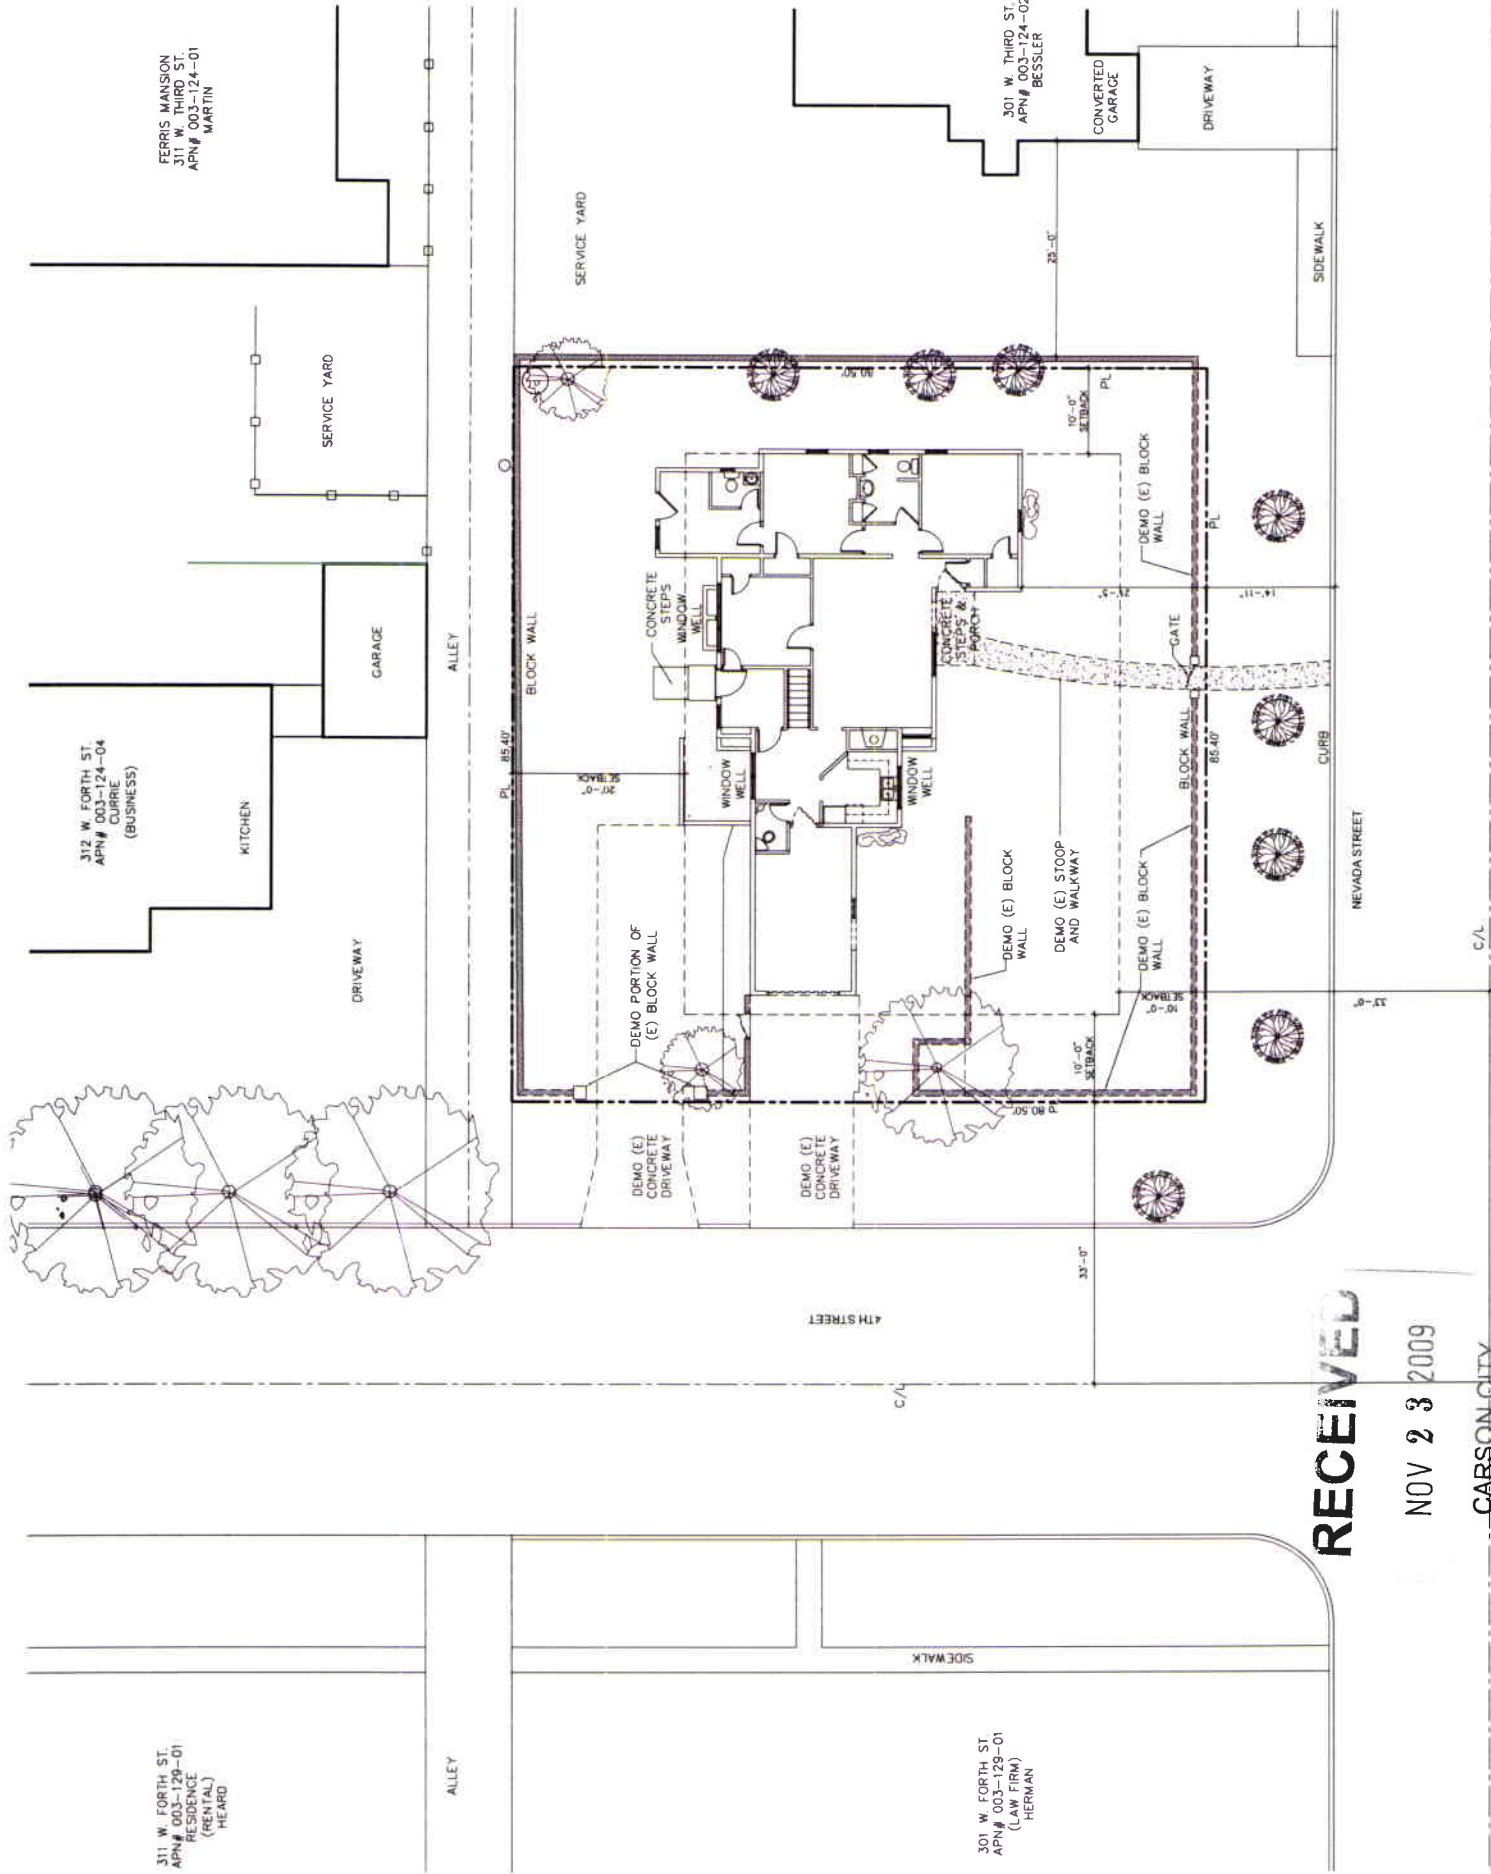 FERRIS MANSION
311 W. THIRD ST.
APN# 003-124-01
MARTIN
301 W. THIRD ST.
APN# 003-124-02
BESSLER
CONVERTED
GARAGE
DRIVEWAY
SERVICE YARD
25'-0"
SIDEWALK
SERVICE YARD
312 W. FORTH ST.
APN# 003-124-04
CURRIE
(BUSINESS)
KITCHEN
GARAGE
ALLEY
DRIVEWAY
BLOCK WALL
PL
85.40'
20'-0"
SETBACK
CONCRETE
STEPS
WINDOW
WELL
WINDOW
WELL
WINDOW
WELL
CONCRETE
STEPS &
PORCH
80.50'
PL
10'-0"
SETBACK
DEMO (E) BLOCK
WALL
PL
21'-5"
14'-11"
GATE
BLOCK WALL
85.40'
CURB
NEVADA STREET
C/L
DEMO PORTION OF
(E) BLOCK WALL
DEMO (E) BLOCK
WALL
DEMO (E) STOOP
AND WALKWAY
DEMO (E) BLOCK
WALL
10'-0"
SETBACK
33'-0"
10'-0"
SETBACK
80.50'
DEMO (E)
CONCRETE
DRIVEWAY
DEMO (E)
CONCRETE
DRIVEWAY
33'-0"
4TH STREET
C/L
RECEIVED
NOV 23 2009
CARSON CITY
SIDEWALK
311 W. FORTH ST.
APN# 003-129-01
RESIDENCE
(RENTAL)
HEARD
ALLEY
301 W. FORTH ST.
APN# 003-129-01
(LAW FIRM)
HERMAN